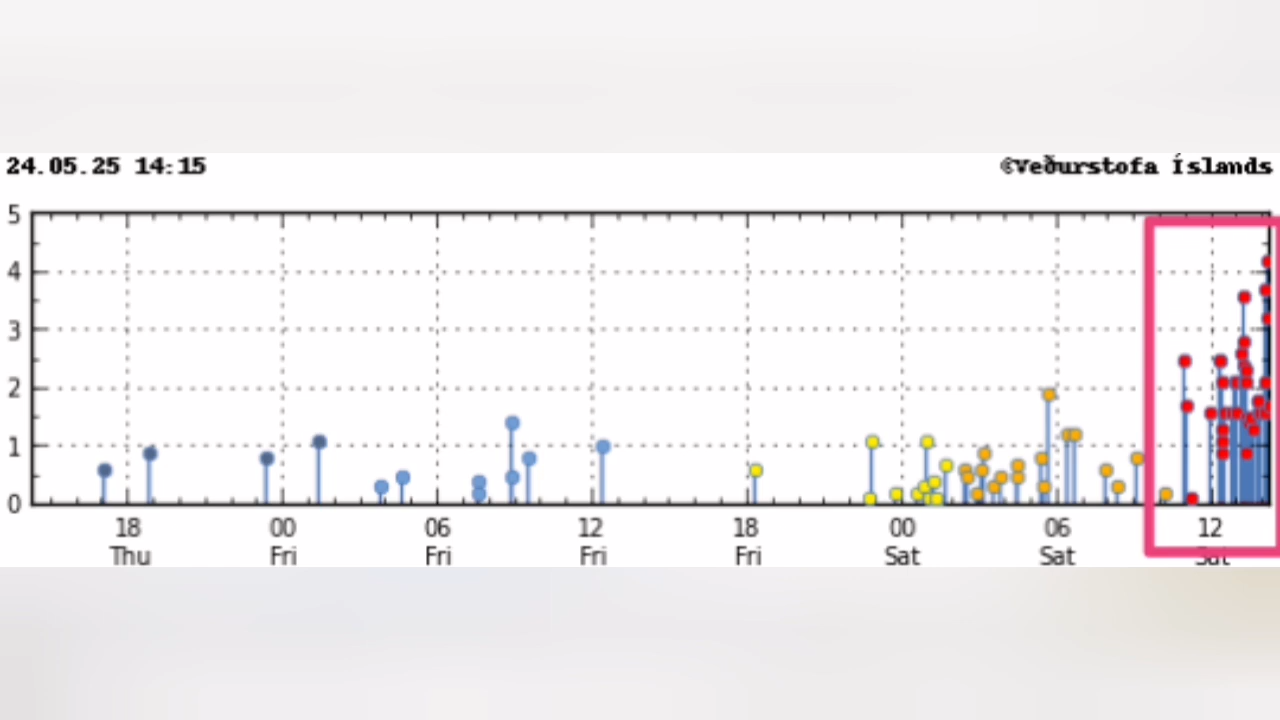 24.05.25 14:15
©Veðurstofa Íslands
5
4
3
2
1
0
18 00 06 12 18 00 06 12
Thu Fri Fri Fri Fri Sat Sat Sat